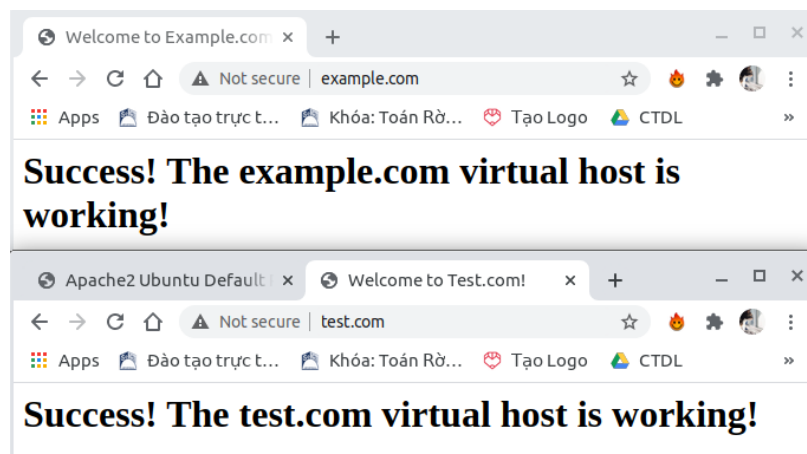 Welcome to Example.com
Not secure | example.com
Apps Đào tạo trực t... Khóa: Toán Rờ... Tạo Logo CTDL »
Success! The example.com virtual host is
working!
Apache2 Ubuntu Default Welcome to Test.com!
Not secure | test.com
Apps Đào tạo trực t... Khóa: Toán Rờ... Tạo Logo CTDL »
Success! The test.com virtual host is working!